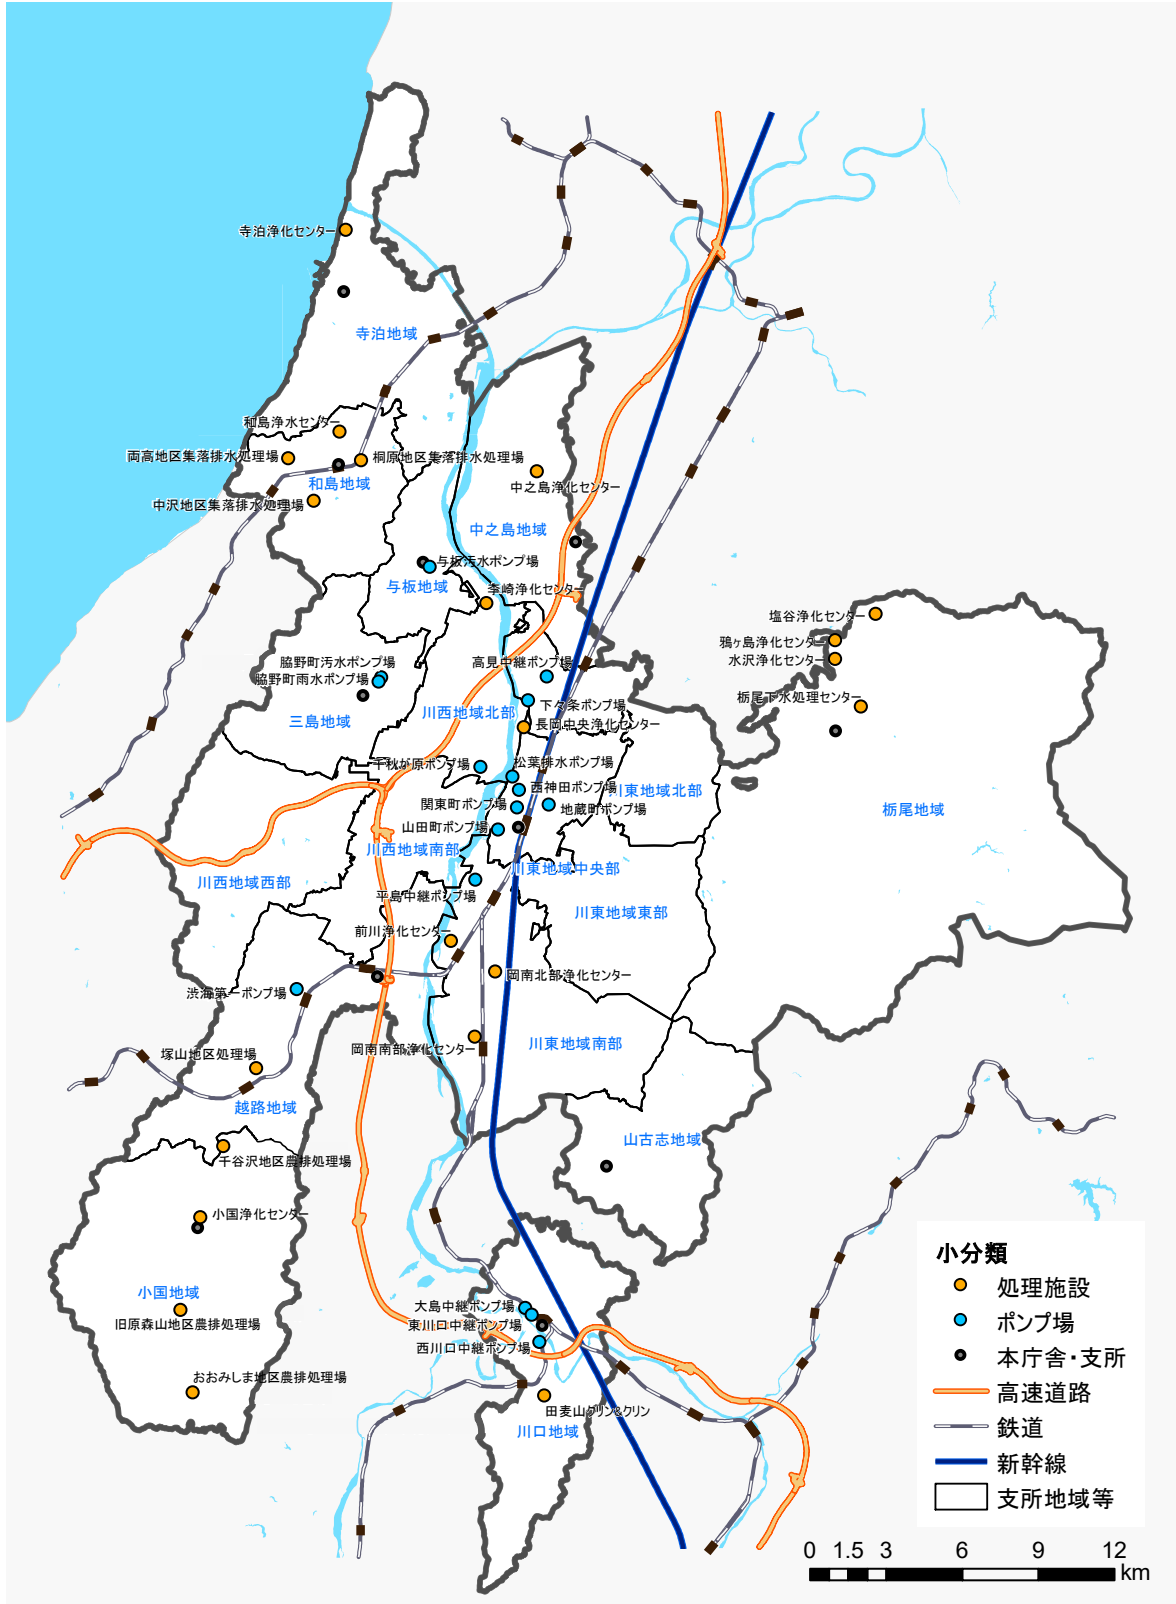 寺泊浄化センター
寺泊地域
和島浄水センター
両高地区集落排水処理場
桐原地区集落排水処理場
和島地域
中沢地区集落排水処理場
中之島浄化センター
中之島地域
与板汚水ポンプ場
与板地域
李崎浄化センター
塩谷浄化センター
鴉ヶ島浄化センター
水沢浄化センター
栃尾下水処理センター
脇野町汚水ポンプ場
脇野町雨水ポンプ場
高見中継ポンプ場
三島地域
川西地域北部
下々条ポンプ場
長岡中央浄化センター
千秋が原ポンプ場
松葉排水ポンプ場
西神田ポンプ場
川東地域北部
関東町ポンプ場
地蔵町ポンプ場
栃尾地域
山田町ポンプ場
川西地域南部
川東地域中央部
川西地域西部
平島中継ポンプ場
川東地域東部
前川浄化センター
岡南北部浄化センター
渋海第一ポンプ場
岡南南部浄化センター
川東地域南部
塚山地区処理場
越路地域
山古志地域
千谷沢地区農排処理場
小国浄化センター
小国地域
旧原森山地区農排処理場
大島中継ポンプ場
東川口中継ポンプ場
西川口中継ポンプ場
おおみしま地区農排処理場
田麦山クリン&クリン
川口地域
小分類
処理施設
ポンプ場
本庁舎・支所
高速道路
鉄道
新幹線
支所地域等
0 1.5 3 6 9 12
km